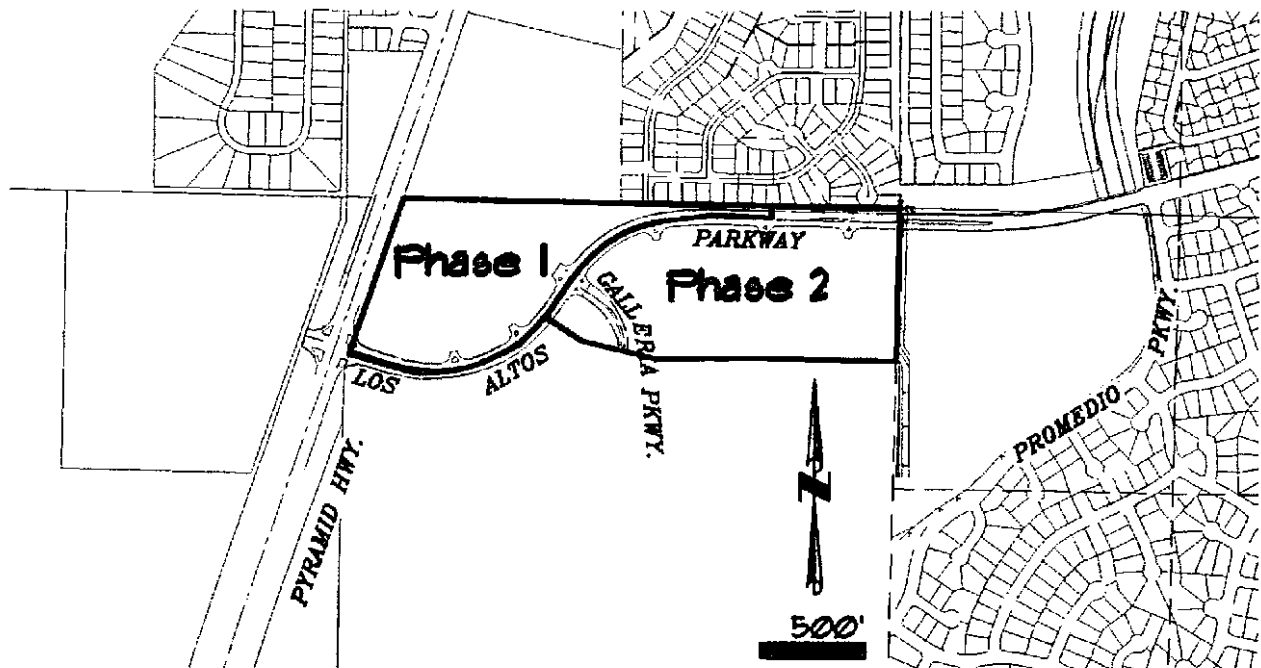 Phase 1
PARKWAY
Phase 2
GALLERIA PKWY.
LOS
ALTOS
PKWY.
PROMEDIO
PYRAMID HWY.
N
500'